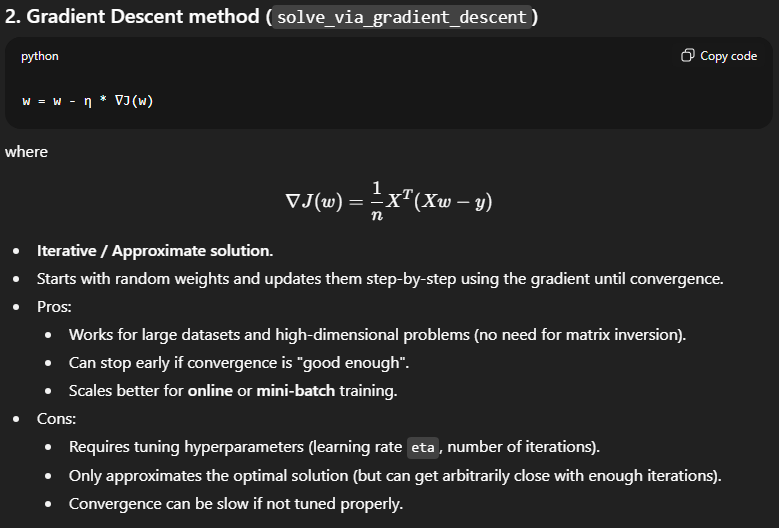 2. Gradient Descent method (solve_via_gradient_descent)
python
Copy code
w = w - η * ∇J(w)
where
∇J(w) = 1/n X^T(Xw − y)
• Iterative / Approximate solution.
• Starts with random weights and updates them step-by-step using the gradient until convergence.
• Pros:
• Works for large datasets and high-dimensional problems (no need for matrix inversion).
• Can stop early if convergence is "good enough".
• Scales better for online or mini-batch training.
• Cons:
• Requires tuning hyperparameters (learning rate eta, number of iterations).
• Only approximates the optimal solution (but can get arbitrarily close with enough iterations).
• Convergence can be slow if not tuned properly.